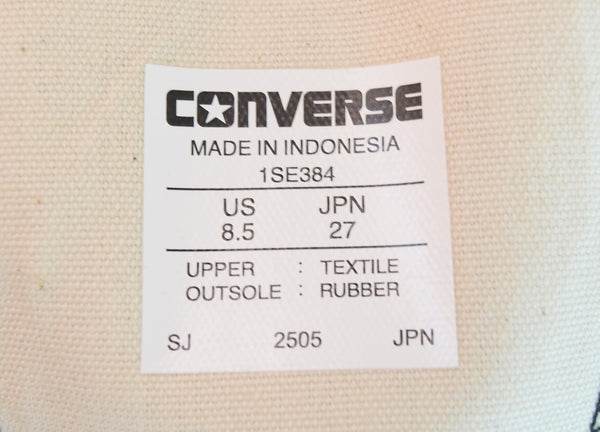 CONVERSE
MADE IN INDONESIA
1SE384
US JPN
8.5 27
UPPER : TEXTILE
OUTSOLE : RUBBER
SJ 2505 JPN